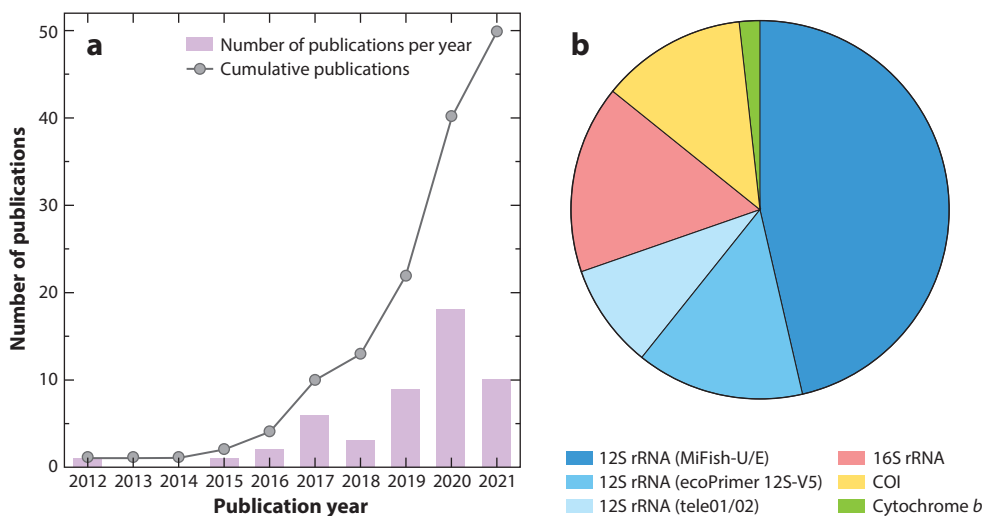 a
Number of publications per year
Cumulative publications
Number of publications
50
40
30
20
10
0
2012 2013 2014 2015 2016 2017 2018 2019 2020 2021
Publication year
b
12S rRNA (MiFish-U/E)
12S rRNA (ecoPrimer 12S-V5)
12S rRNA (tele01/02)
16S rRNA
COI
Cytochrome b